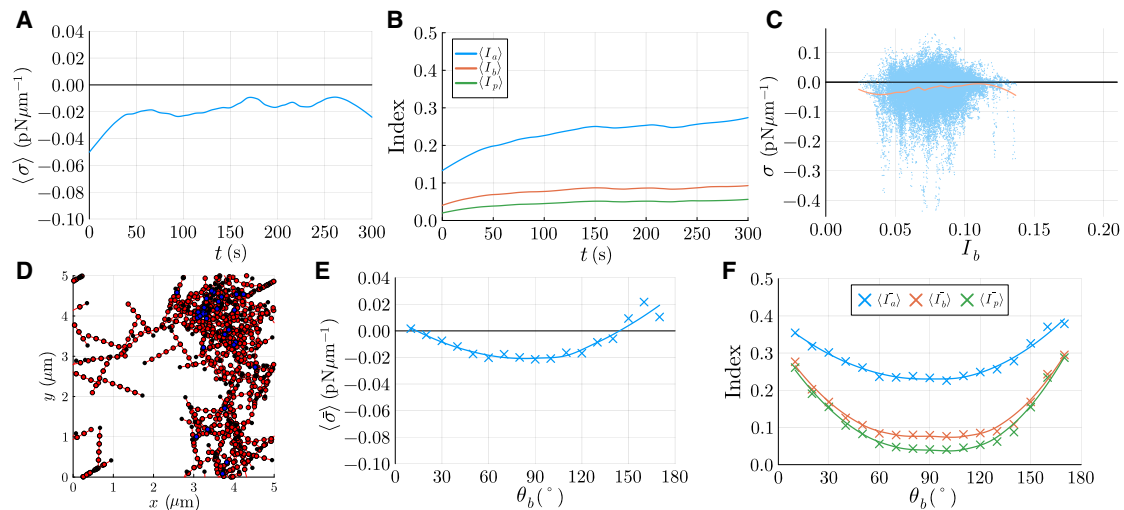 A
⟨σ⟩ (pNμm⁻¹)
0.04
0.02
0.00
−0.02
−0.04
−0.06
−0.08
−0.10
0 50 100 150 200 250 300
t (s)
B
Index
0.5
0.4
0.3
0.2
0.1
0.0
⟨I_a⟩
⟨I_b⟩
⟨I_p⟩
0 50 100 150 200 250 300
t (s)
C
σ (pNμm⁻¹)
0.1
0.0
−0.1
−0.2
−0.3
−0.4
0.00 0.05 0.10 0.15 0.20
I_b
D
y (μm)
5
4
3
2
1
0
0 1 2 3 4 5
x (μm)
E
⟨σ̄⟩ (pNμm⁻¹)
0.04
0.02
0.00
−0.02
−0.04
−0.06
−0.08
−0.10
0 30 60 90 120 150 180
θ_b(°)
F
Index
0.5
0.4
0.3
0.2
0.1
0.0
⟨Ī_a⟩ ⟨Ī_b⟩ ⟨Ī_p⟩
0 30 60 90 120 150 180
θ_b(°)